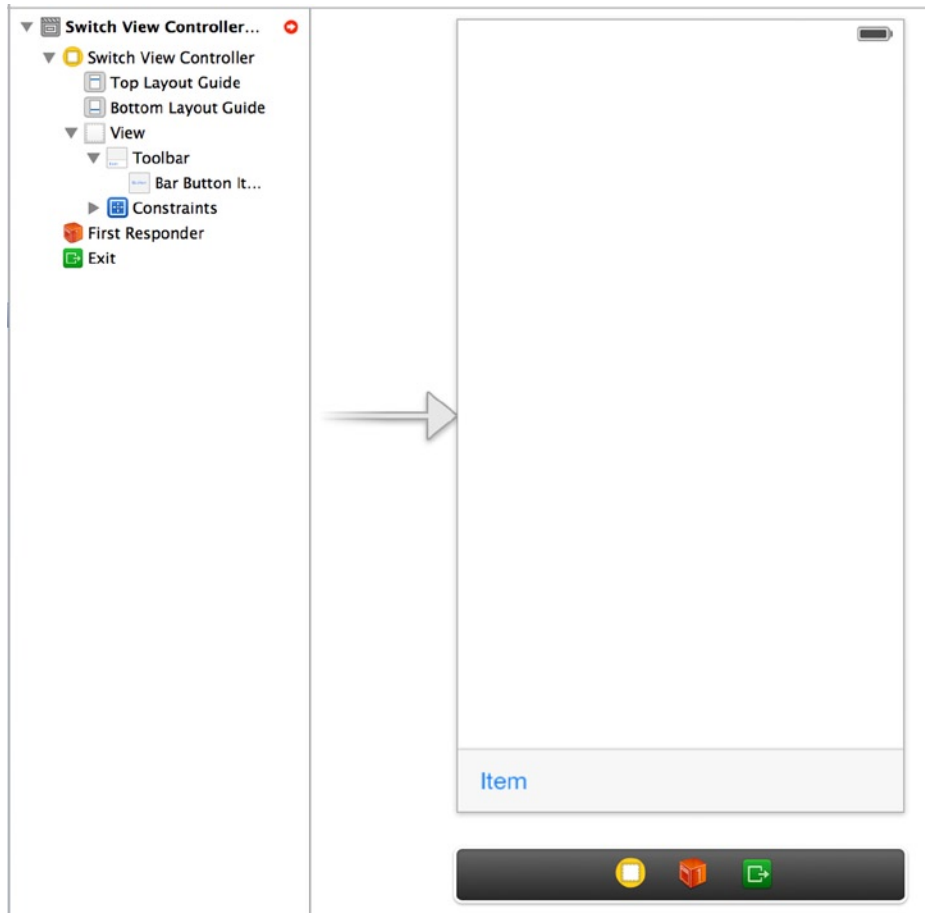 Switch View Controller...
Switch View Controller
Top Layout Guide
Bottom Layout Guide
View
Toolbar
Bar Button It...
Constraints
First Responder
Exit
Item